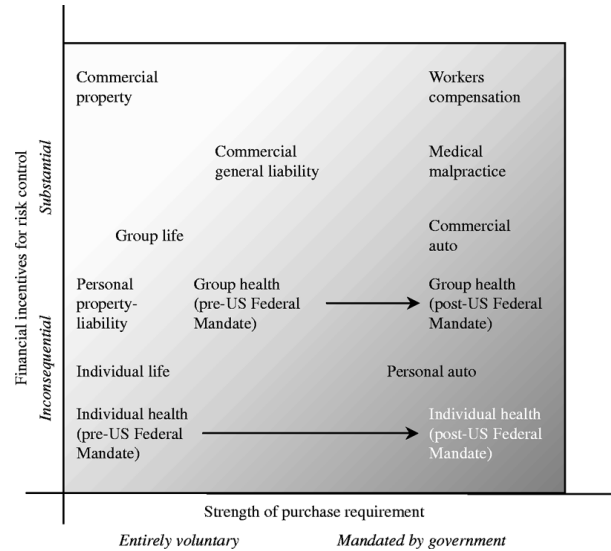 Financial incentives for risk control
Substantial
Inconsequential
Commercial
property
Workers
compensation
Commercial
general liability
Medical
malpractice
Group life
Commercial
auto
Personal
property-
liability
Group health
(pre-US Federal
Mandate)
Group health
(post-US Federal
Mandate)
Individual life
Personal auto
Individual health
(pre-US Federal
Mandate)
Individual health
(post-US Federal
Mandate)
Strength of purchase requirement
Entirely voluntary
Mandated by government